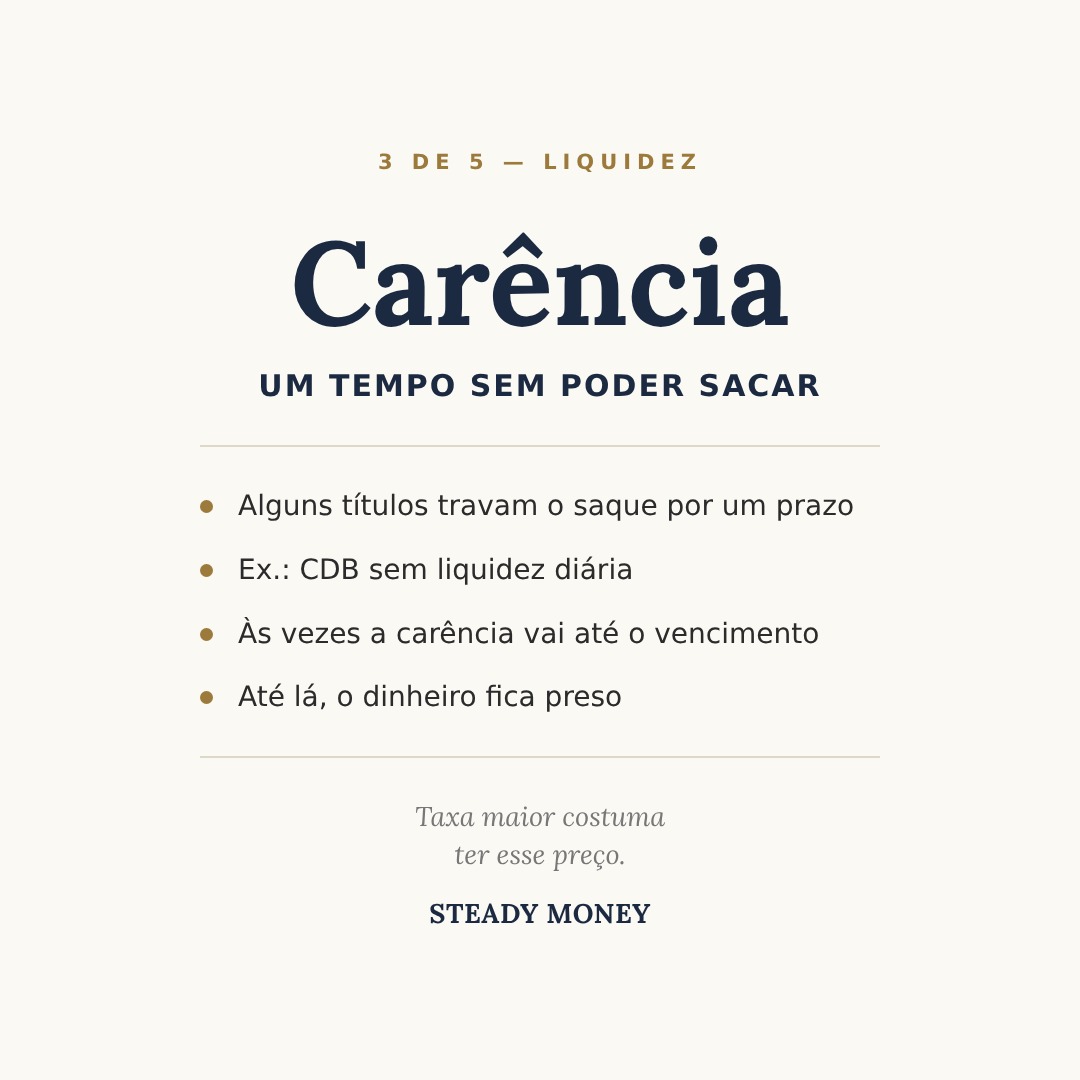 3 DE 5 — LIQUIDEZ
Carência
UM TEMPO SEM PODER SACAR
Alguns títulos travam o saque por um prazo
Ex.: CDB sem liquidez diária
Às vezes a carência vai até o vencimento
Até lá, o dinheiro fica preso
Taxa maior costuma
ter esse preço.
STEADY MONEY